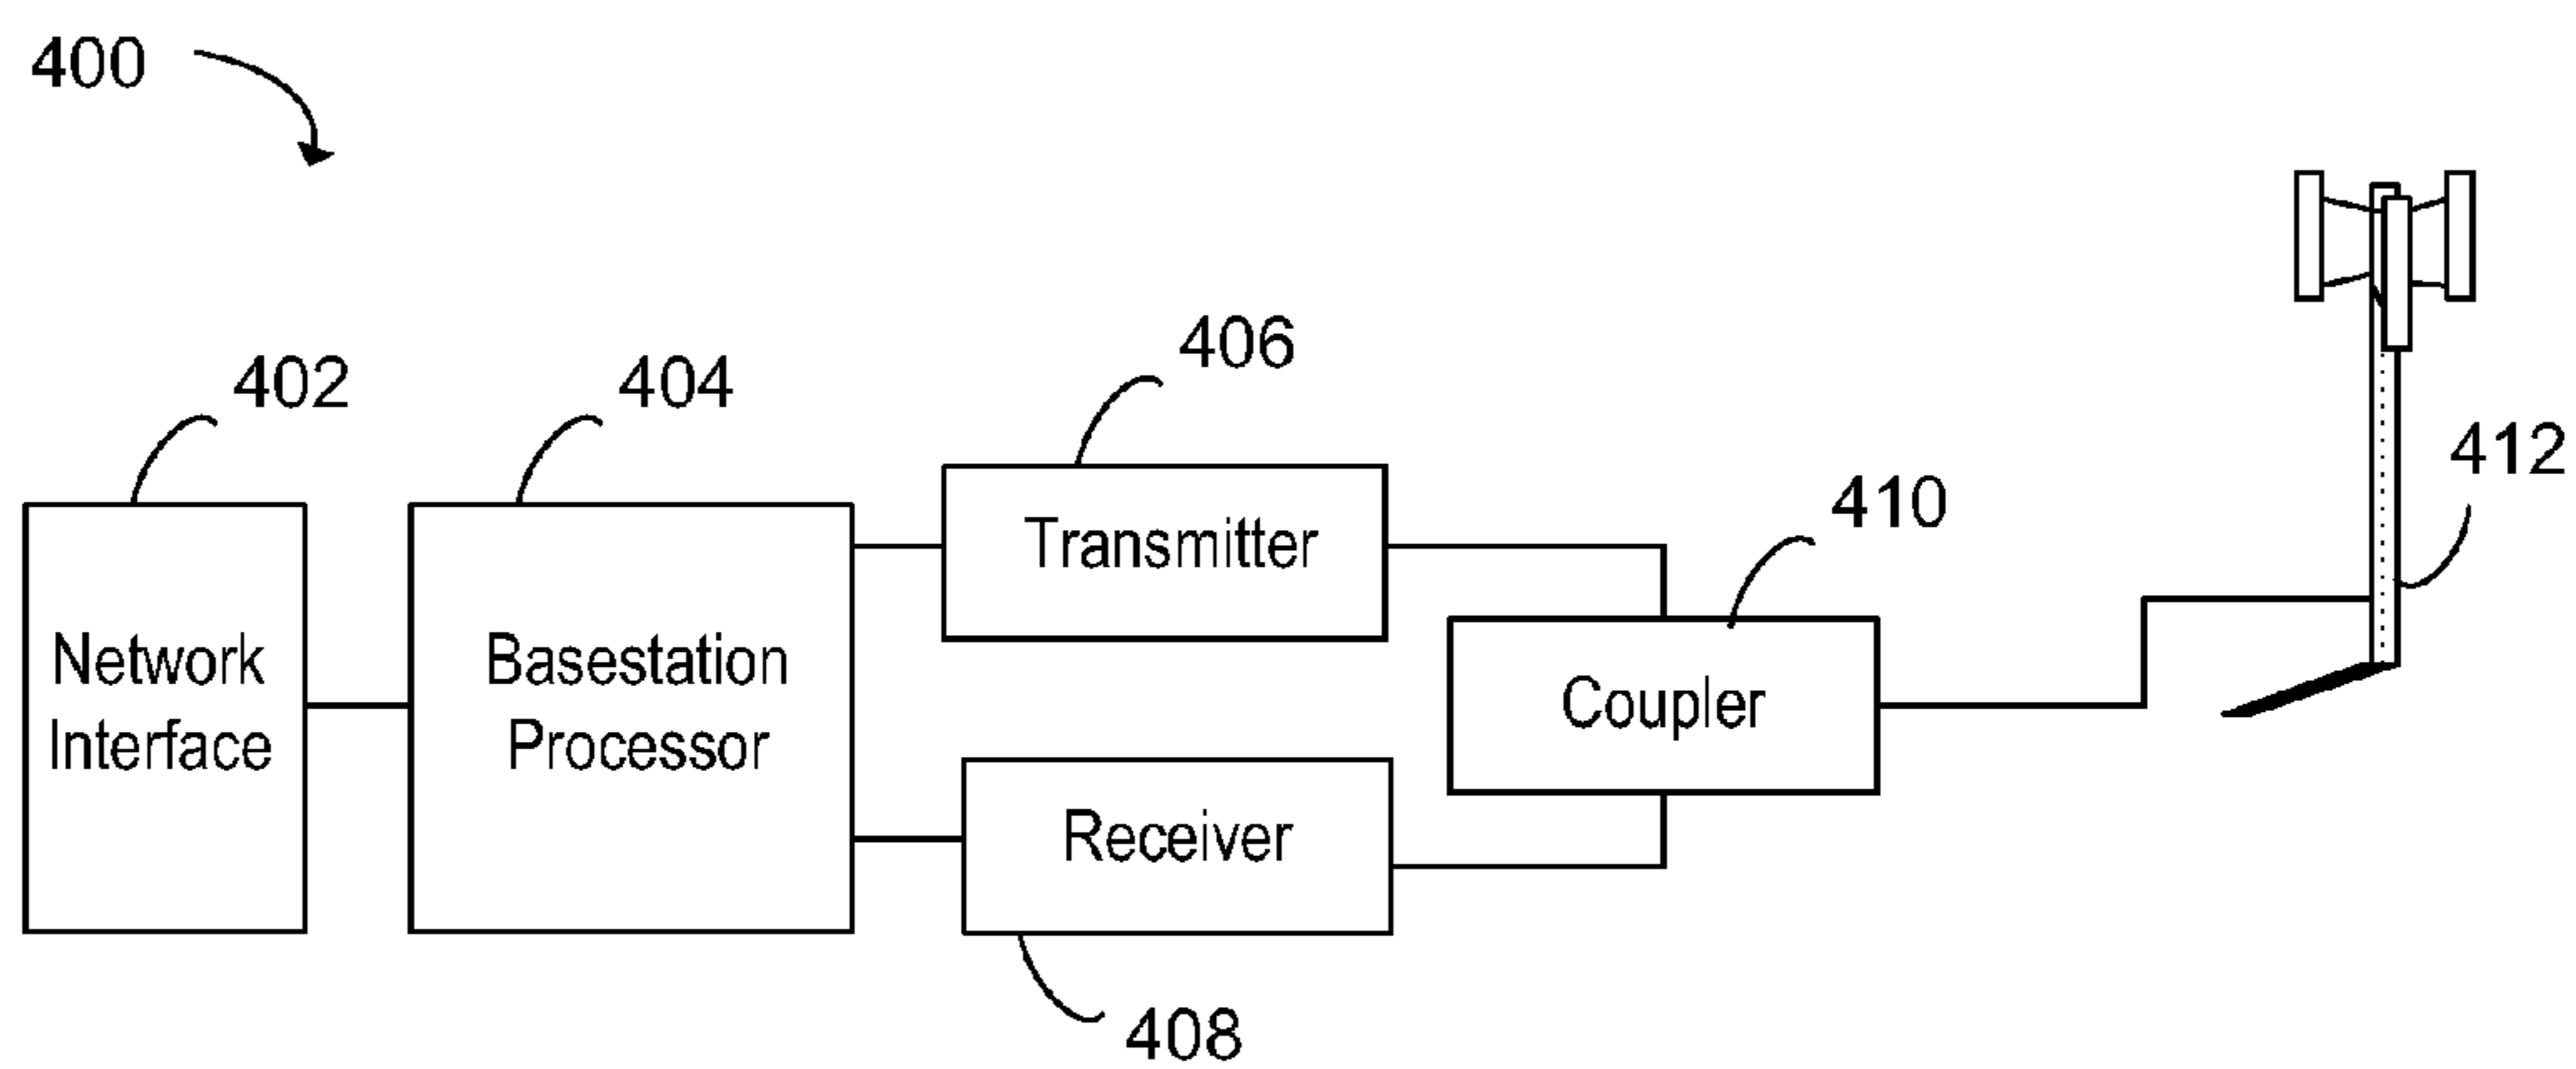 400
402
404
406
410
412
Network
Interface
Basestation
Processor
Transmitter
Receiver
Coupler
408